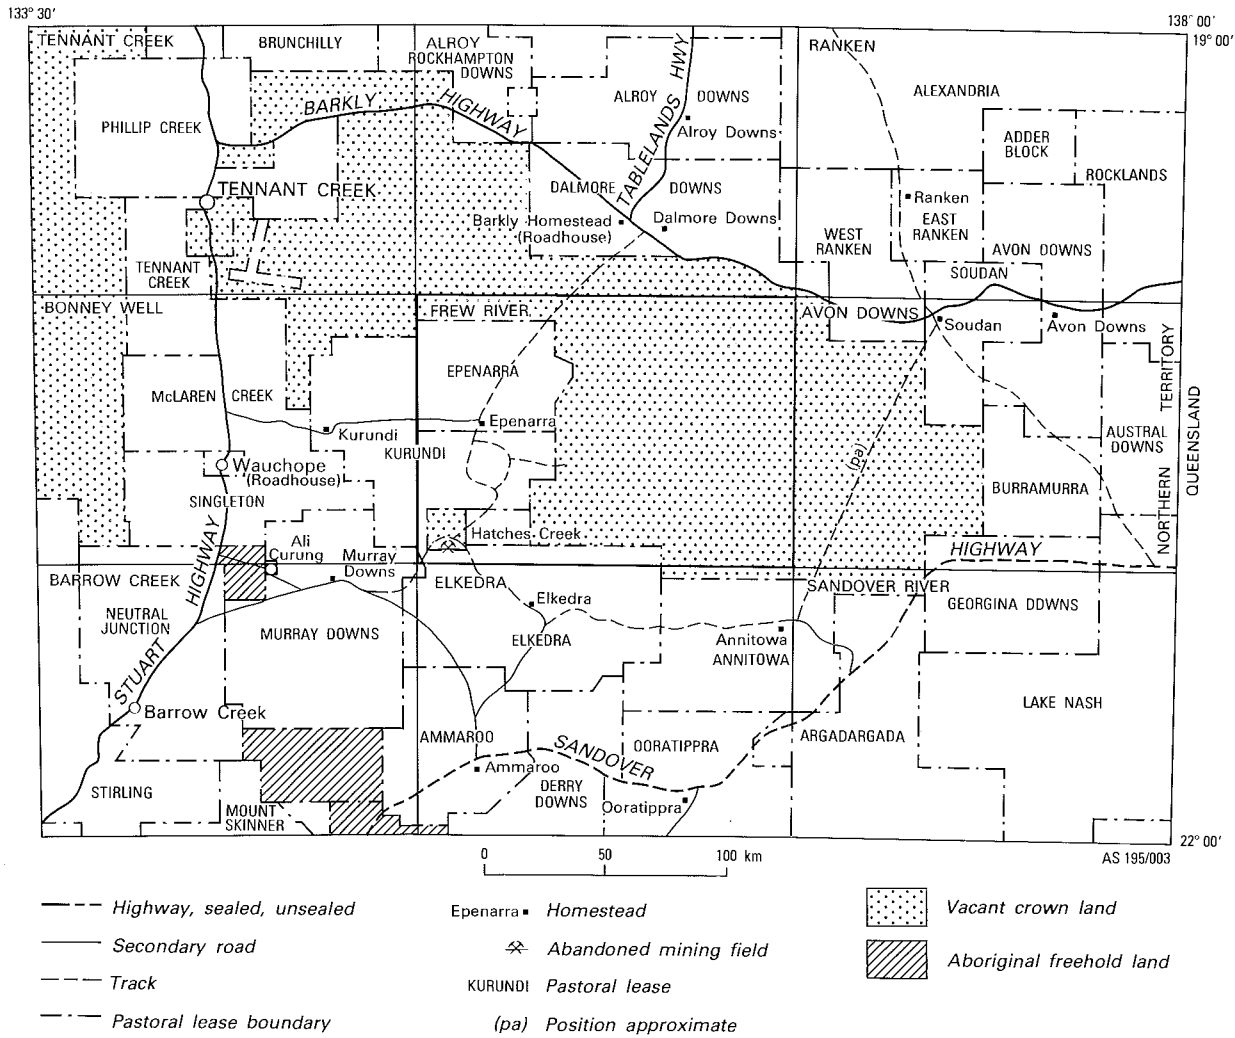 133° 30'
138° 00'
19° 00'
TENNANT CREEK
BRUNCHILLY
ALROY
ROCKHAMPTON
DOWNS
TABLELANDS HWY
RANKEN
ALEXANDRIA
BARKLY HIGHWAY
ALROY DOWNS
Alroy Downs
PHILLIP CREEK
ADDER
BLOCK
ROCKLANDS
TENNANT CREEK
DALMORE DOWNS
Barkly Homestead
(Roadhouse)
Dalmore Downs
Ranken
EAST
RANKEN
WEST
RANKEN
AVON DOWNS
TENNANT
CREEK
SOUDAN
BONNEY WELL
FREW RIVER
AVON DOWNS
Soudan
Avon Downs
EPENARRA
McLAREN CREEK
Kurundi
Epenarra
KURUNDI
NORTHERN TERRITORY
QUEENSLAND
AUSTRAL
DOWNS
(pa)
Wauchope
(Roadhouse)
SINGLETON
BURRAMURRA
Hatches Creek
Ali
Curung
Murray
Downs
HIGHWAY
BARROW CREEK
ELKEDRA
SANDOVER RIVER
Elkedra
GEORGINA DDWNS
NEUTRAL
JUNCTION
MURRAY DOWNS
ELKEDRA
Annitowa
ANNITOWA
STUART HIGHWAY
Barrow Creek
LAKE NASH
AMMAROO
SANDOVER
OORATIPPRA
ARGADARGADA
Ammaroo
DERRY
DOWNS
Ooratippra
STIRLING
MOUNT
SKINNER
22° 00'
AS 195/003
0 50 100 km
Highway, sealed, unsealed
Secondary road
Track
Pastoral lease boundary
Epenarra Homestead
Abandoned mining field
KURUNDI Pastoral lease
(pa) Position approximate
Vacant crown land
Aboriginal freehold land